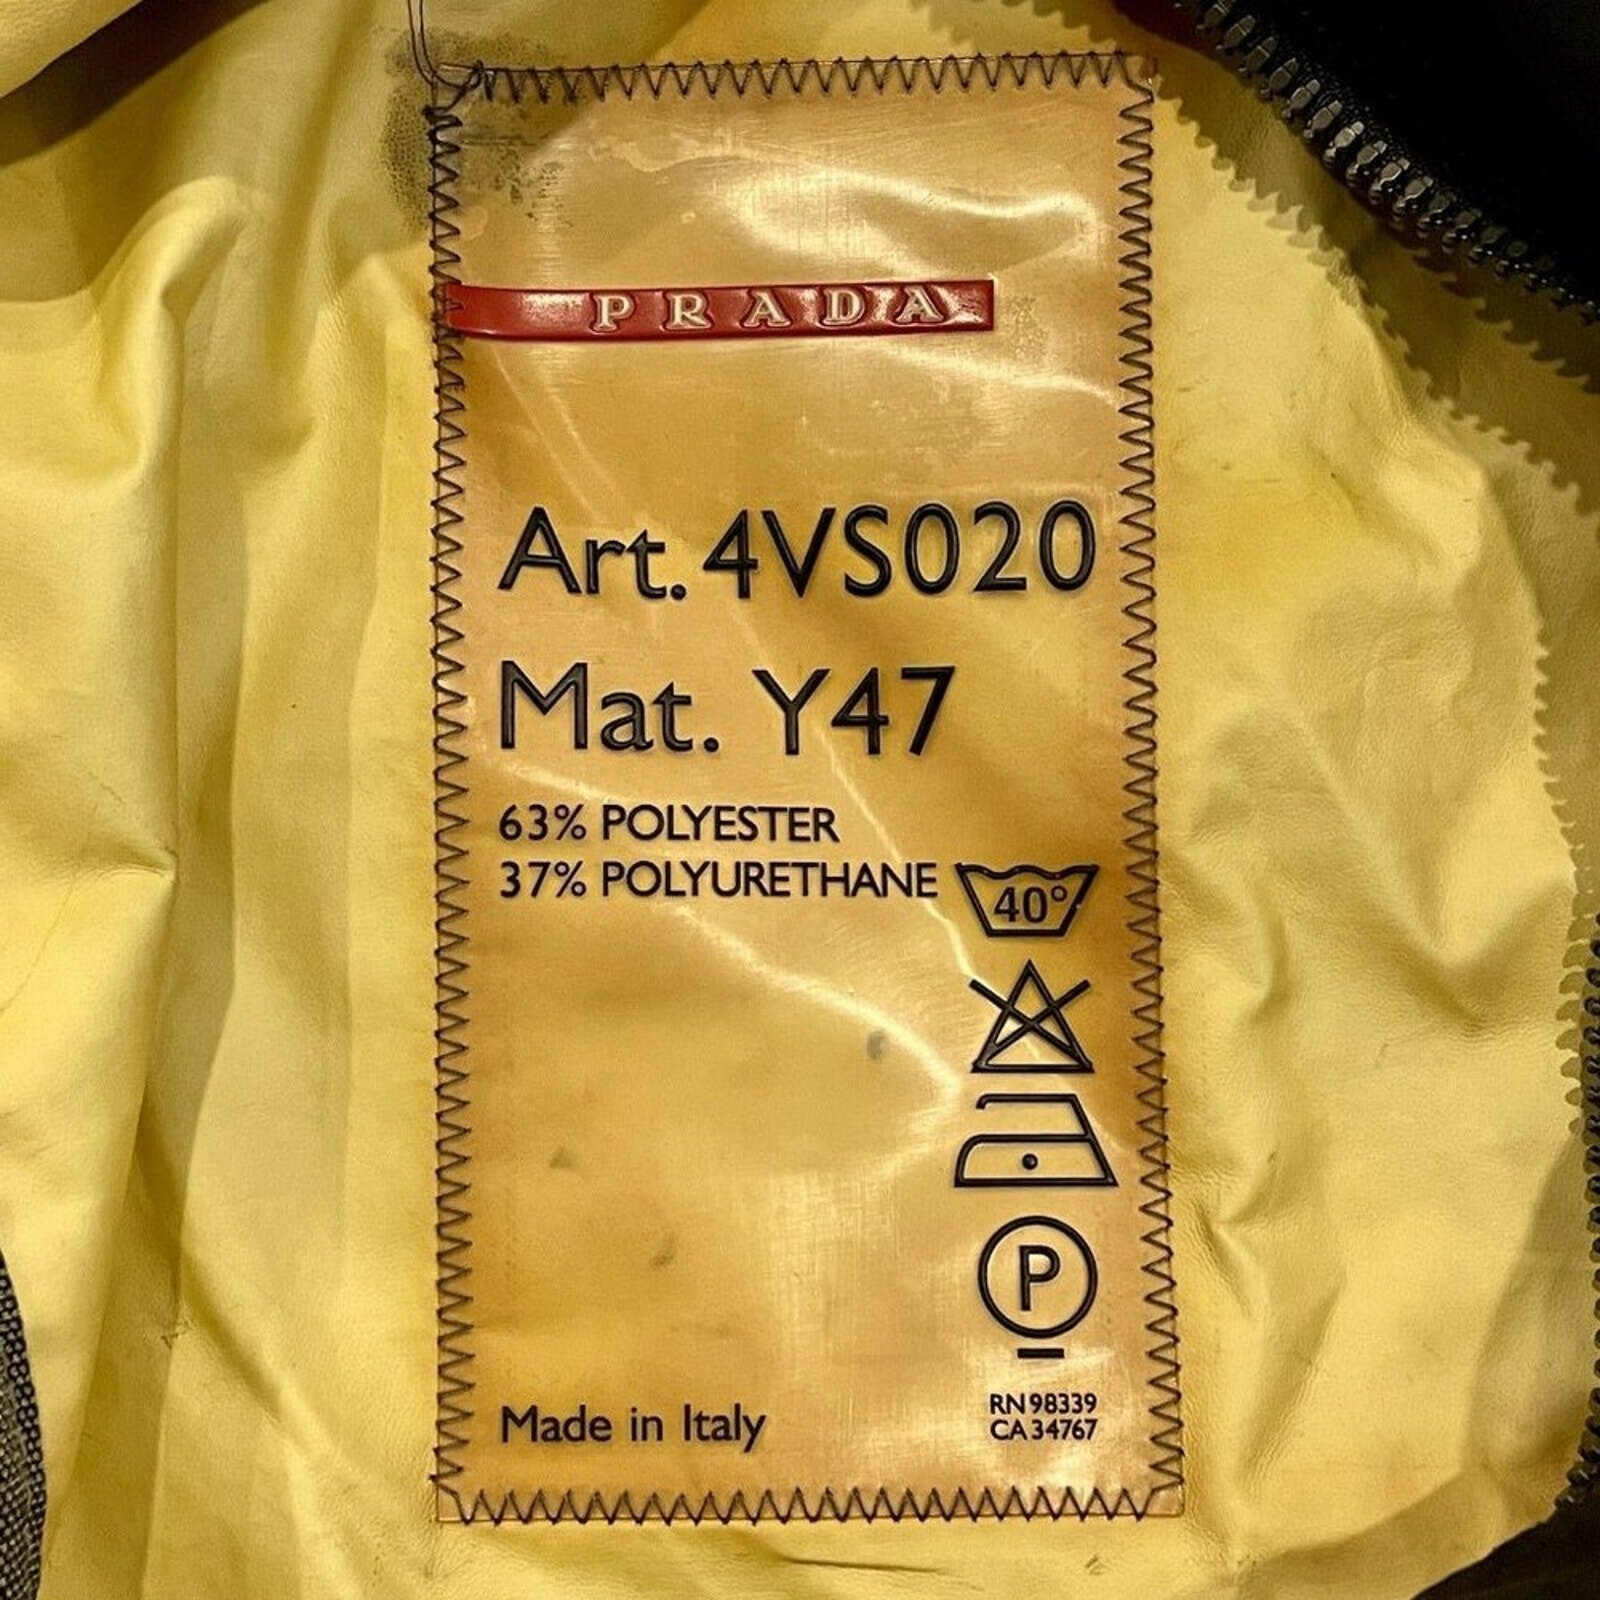 PRADA
Art. 4VS020
Mat. Y47
63% POLYESTER
37% POLYURETHANE
40°
P
Made in Italy
RN 98339
CA 34767